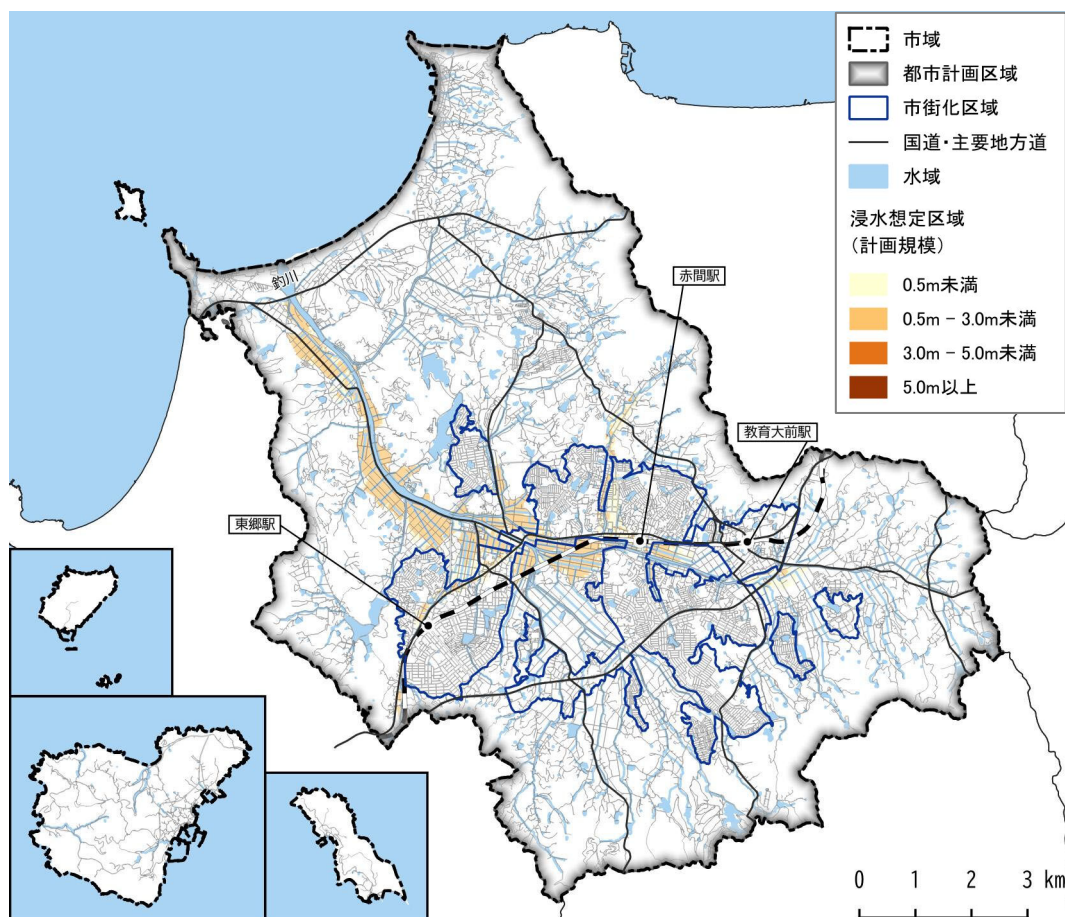 市域
都市計画区域
市街化区域
国道・主要地方道
水域
浸水想定区域
(計画規模)
0.5m未満
0.5m − 3.0m未満
3.0m − 5.0m未満
5.0m以上
釣川
赤間駅
教育大前駅
東郷駅
0 1 2 3 km